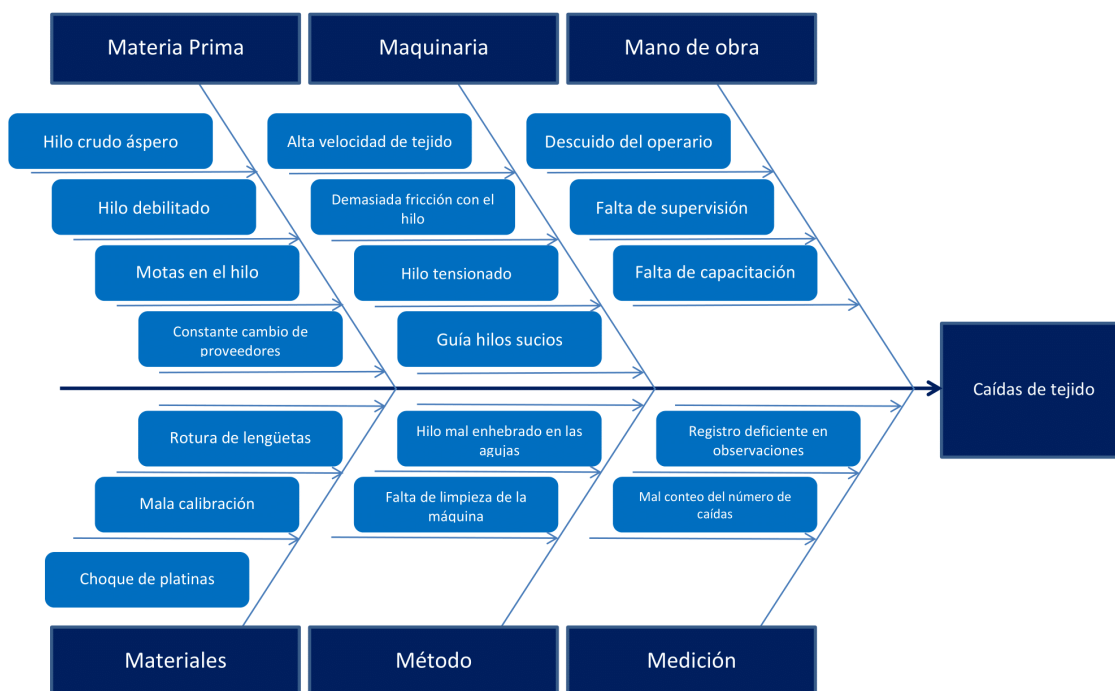 Materia Prima
Maquinaria
Mano de obra
Hilo crudo áspero
Alta velocidad de tejido
Descuido del operario
Hilo debilitado
Demasiada fricción con el
hilo
Falta de supervisión
Motas en el hilo
Hilo tensionado
Falta de capacitación
Constante cambio de
proveedores
Guía hilos sucios
Caídas de tejido
Rotura de lengüetas
Hilo mal enhebrado en las
agujas
Registro deficiente en
observaciones
Mala calibración
Falta de limpieza de la
máquina
Mal conteo del número de
caídas
Choque de platinas
Materiales
Método
Medición